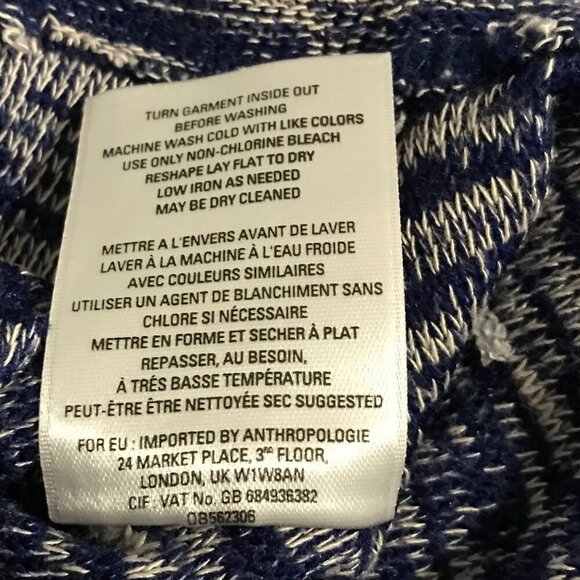 TURN GARMENT INSIDE OUT
BEFORE WASHING
MACHINE WASH COLD WITH LIKE COLORS
USE ONLY NON-CHLORINE BLEACH
RESHAPE LAY FLAT TO DRY
LOW IRON AS NEEDED
MAY BE DRY CLEANED
METTRE A L'ENVERS AVANT DE LAVER
LAVER À LA MACHINE À L'EAU FROIDE
AVEC COULEURS SIMILAIRES
UTILISER UN AGENT DE BLANCHIMENT SANS
CHLORE SI NÉCESSAIRE
METTRE EN FORME ET SECHER À PLAT
REPASSER, AU BESOIN,
À TRÉS BASSE TEMPÉRATURE
PEUT-ÊTRE ÊTRE NETTOYÉE SEC SUGGESTED
FOR EU : IMPORTED BY ANTHROPOLOGIE
24 MARKET PLACE, 3RD FLOOR,
LONDON, UK W1W8AN
CIF : VAT No. GB 684936382
OB562306